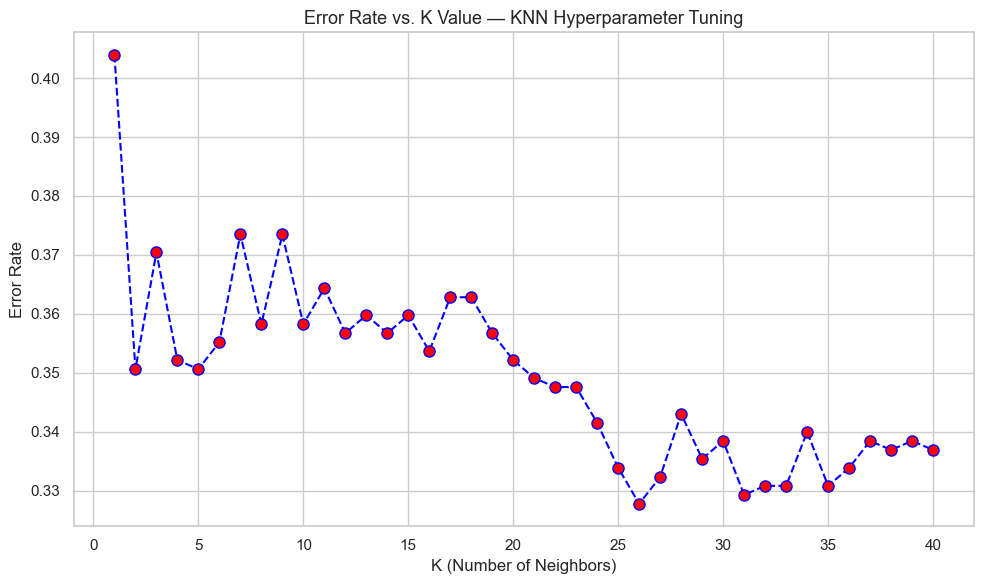 Error Rate vs. K Value — KNN Hyperparameter Tuning
Error Rate
0.40
0.39
0.38
0.37
0.36
0.35
0.34
0.33
0 5 10 15 20 25 30 35 40
K (Number of Neighbors)